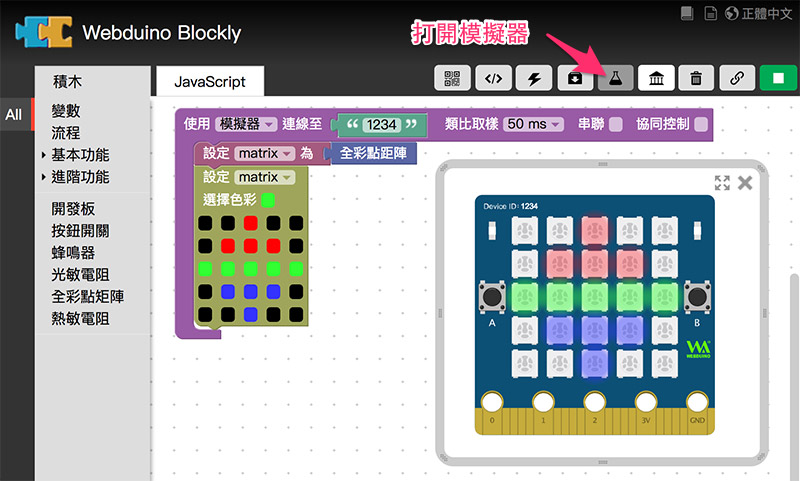 正體中文
Webduino Blockly
打開模擬器
積木
JavaScript
All
變數
流程
基本功能
進階功能
開發板
按鈕開關
蜂鳴器
光敏電阻
全彩點矩陣
熱敏電阻
使用 模擬器 連線至 “ 1234 ” 類比取樣 50 ms 串聯 協同控制
設定 matrix 為 全彩點距陣
設定 matrix
選擇色彩
Device ID: 1234
A B
WEBDUINO
0 1 2 3V GND